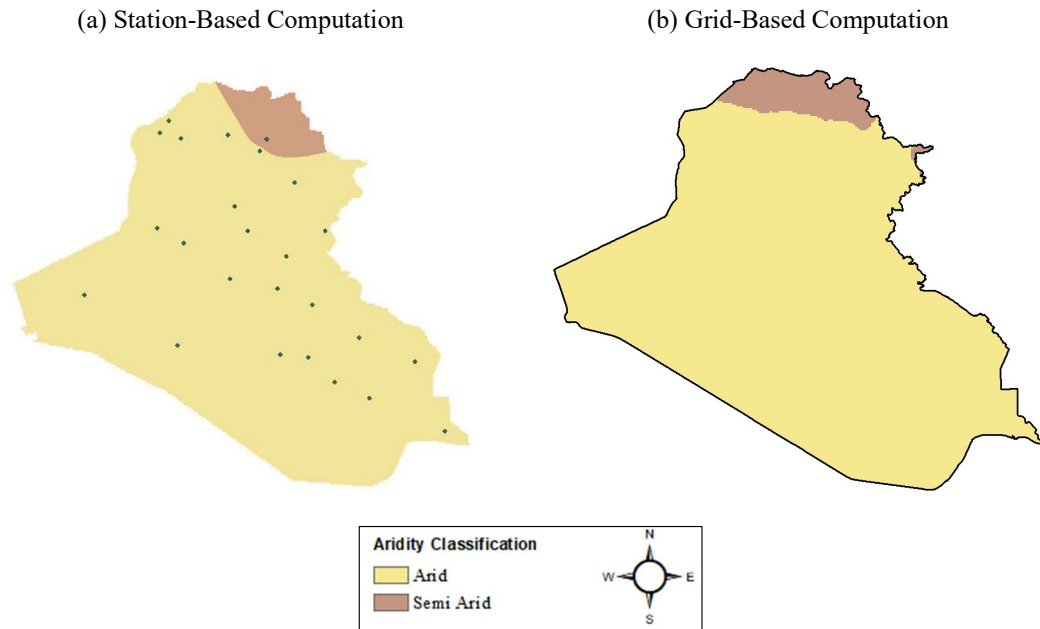 (a) Station-Based Computation
(b) Grid-Based Computation
Aridity Classification
Arid
Semi Arid
N
W
E
S